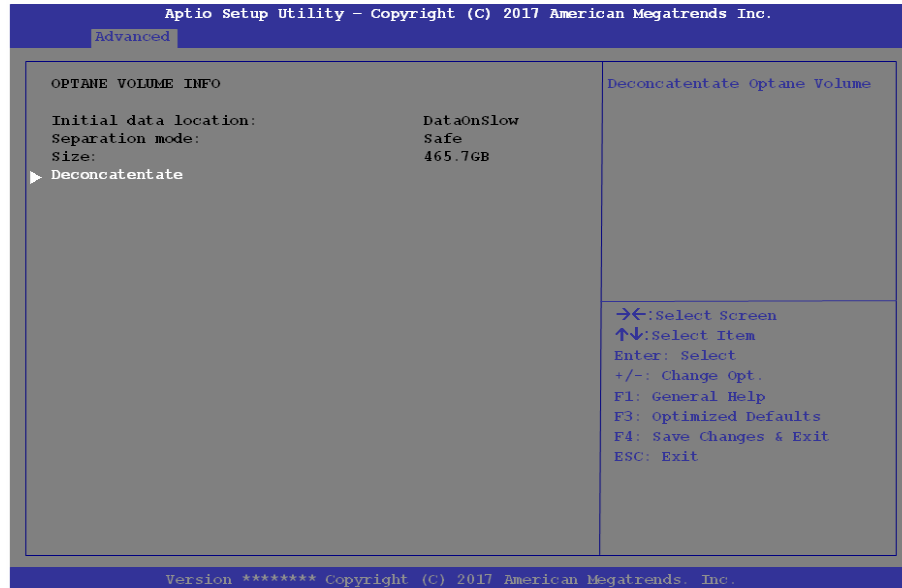 Aptio Setup Utility – Copyright (C) 2017 American Megatrends Inc.
Advanced
OPTANE VOLUME INFO
Initial data location: DataOnSlow
Separation mode: Safe
Size: 465.7GB
▶ Deconcatentate
Deconcatentate Optane Volume
→←:Select Screen
↑↓:Select Item
Enter: Select
+/-: Change Opt.
F1: General Help
F3: Optimized Defaults
F4: Save Changes & Exit
ESC: Exit
Version ******** Copyright (C) 2017 American Megatrends. Inc.